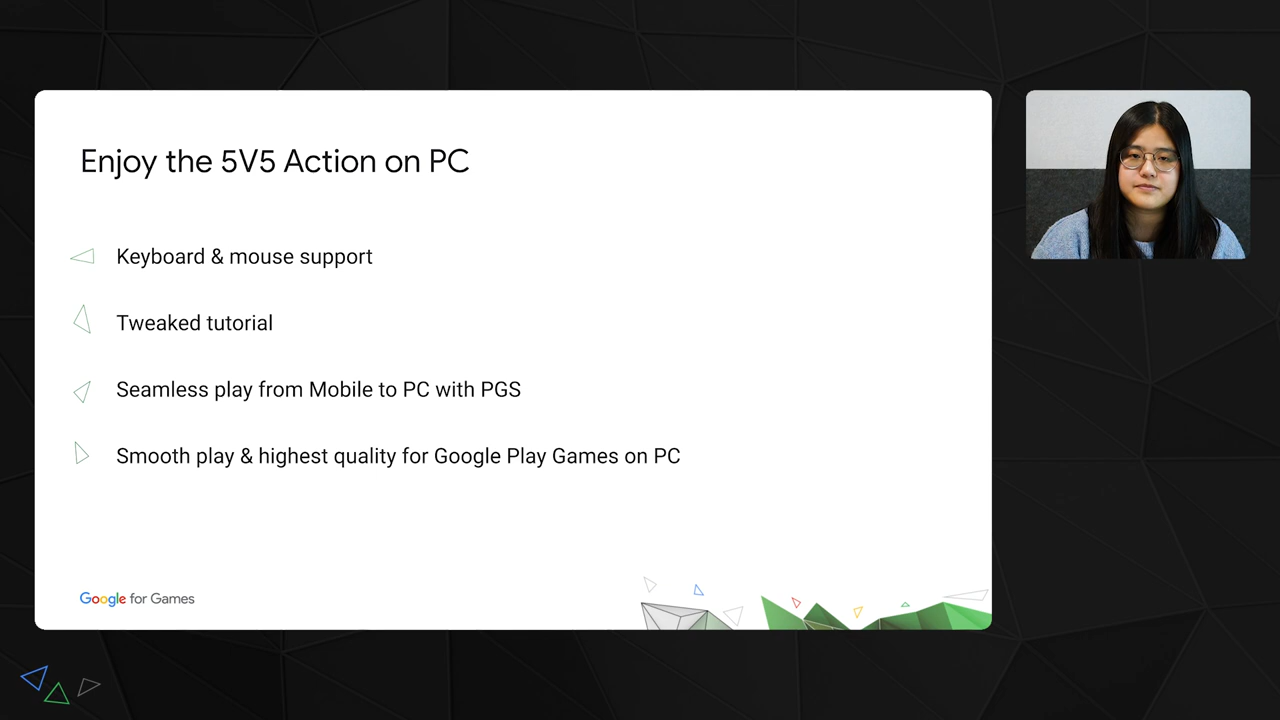 Enjoy the 5V5 Action on PC
Keyboard & mouse support
Tweaked tutorial
Seamless play from Mobile to PC with PGS
Smooth play & highest quality for Google Play Games on PC
Google for Games